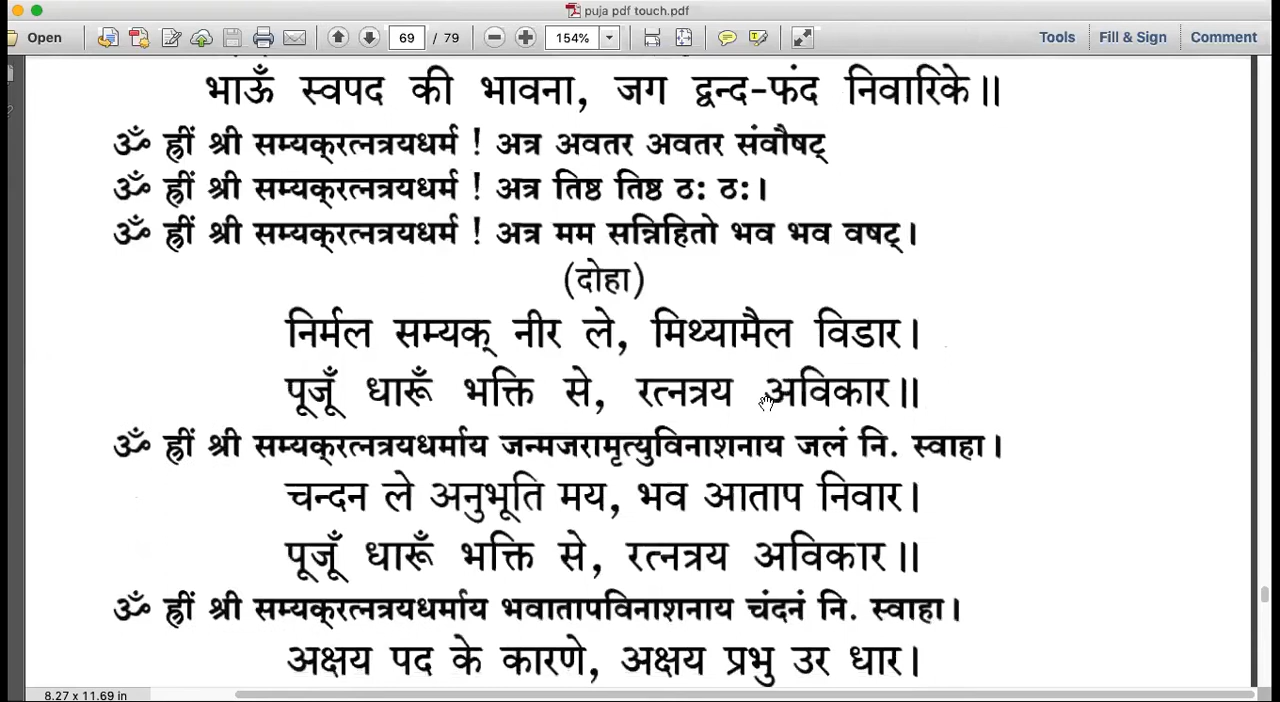 puja pdf touch.pdf
Open 69 / 79 154% Tools Fill & Sign Comment
भाऊँ स्वपद की भावना, जग द्वन्द-फंद निवारिके॥
ॐ ह्रीं श्री सम्यक्‌रत्नत्रयधर्म ! अत्र अवतर अवतर संवौषट्
ॐ ह्रीं श्री सम्यक्‌रत्नत्रयधर्म ! अत्र तिष्ठ तिष्ठ ठः ठः।
ॐ ह्रीं श्री सम्यक्‌रत्नत्रयधर्म ! अत्र मम सन्निहितो भव भव वषट्।
(दोहा)
निर्मल सम्यक् नीर ले, मिथ्यामैल विडार।
पूजूँ धारूँ भक्ति से, रत्नत्रय अविकार॥
ॐ ह्रीं श्री सम्यक्‌रत्नत्रयधर्माय जन्मजरामृत्युविनाशनाय जलं नि. स्वाहा।
चन्दन ले अनुभूति मय, भव आताप निवार।
पूजूँ धारूँ भक्ति से, रत्नत्रय अविकार॥
ॐ ह्रीं श्री सम्यक्‌रत्नत्रयधर्माय भवातापविनाशनाय चंदनं नि. स्वाहा।
अक्षय पद के कारणे, अक्षय प्रभु उर धार।
8.27 x 11.69 in